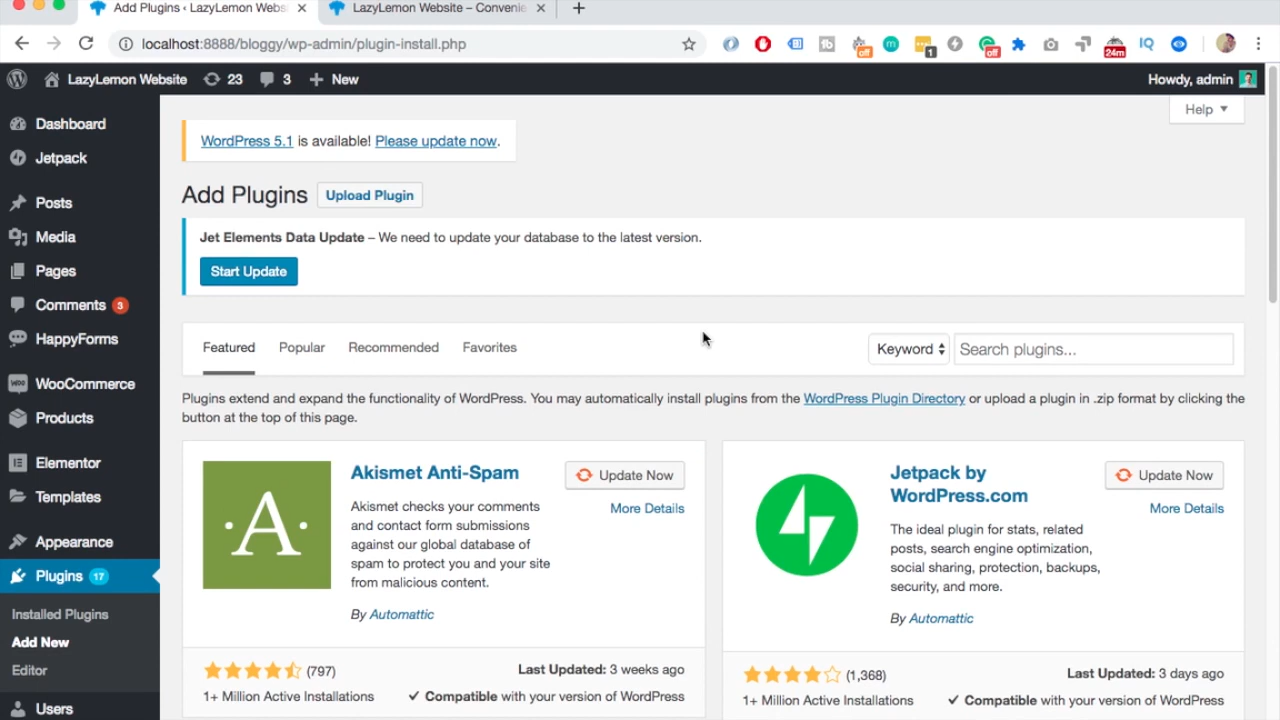 Add Plugins ‹ LazyLemon Websi
LazyLemon Website – Convenie
localhost:8888/bloggy/wp-admin/plugin-install.php
off
1
off
24m
IQ
LazyLemon Website
23
3
New
Howdy, admin
Help
Dashboard
Jetpack
Posts
Media
Pages
Comments 3
HappyForms
WooCommerce
Products
Elementor
Templates
Appearance
Plugins 17
Installed Plugins
Add New
Editor
Users
WordPress 5.1 is available! Please update now.
Add Plugins
Upload Plugin
Jet Elements Data Update – We need to update your database to the latest version.
Start Update
Featured
Popular
Recommended
Favorites
Keyword
Search plugins...
Plugins extend and expand the functionality of WordPress. You may automatically install plugins from the WordPress Plugin Directory or upload a plugin in .zip format by clicking the
button at the top of this page.
A
Akismet Anti-Spam
Update Now
More Details
Akismet checks your comments
and contact form submissions
against our global database of
spam to protect you and your site
from malicious content.
By Automattic
(797)
Last Updated: 3 weeks ago
1+ Million Active Installations
Compatible with your version of WordPress
Jetpack by
WordPress.com
Update Now
More Details
The ideal plugin for stats, related
posts, search engine optimization,
social sharing, protection, backups,
security, and more.
By Automattic
(1,368)
Last Updated: 3 days ago
1+ Million Active Installations
Compatible with your version of WordPress